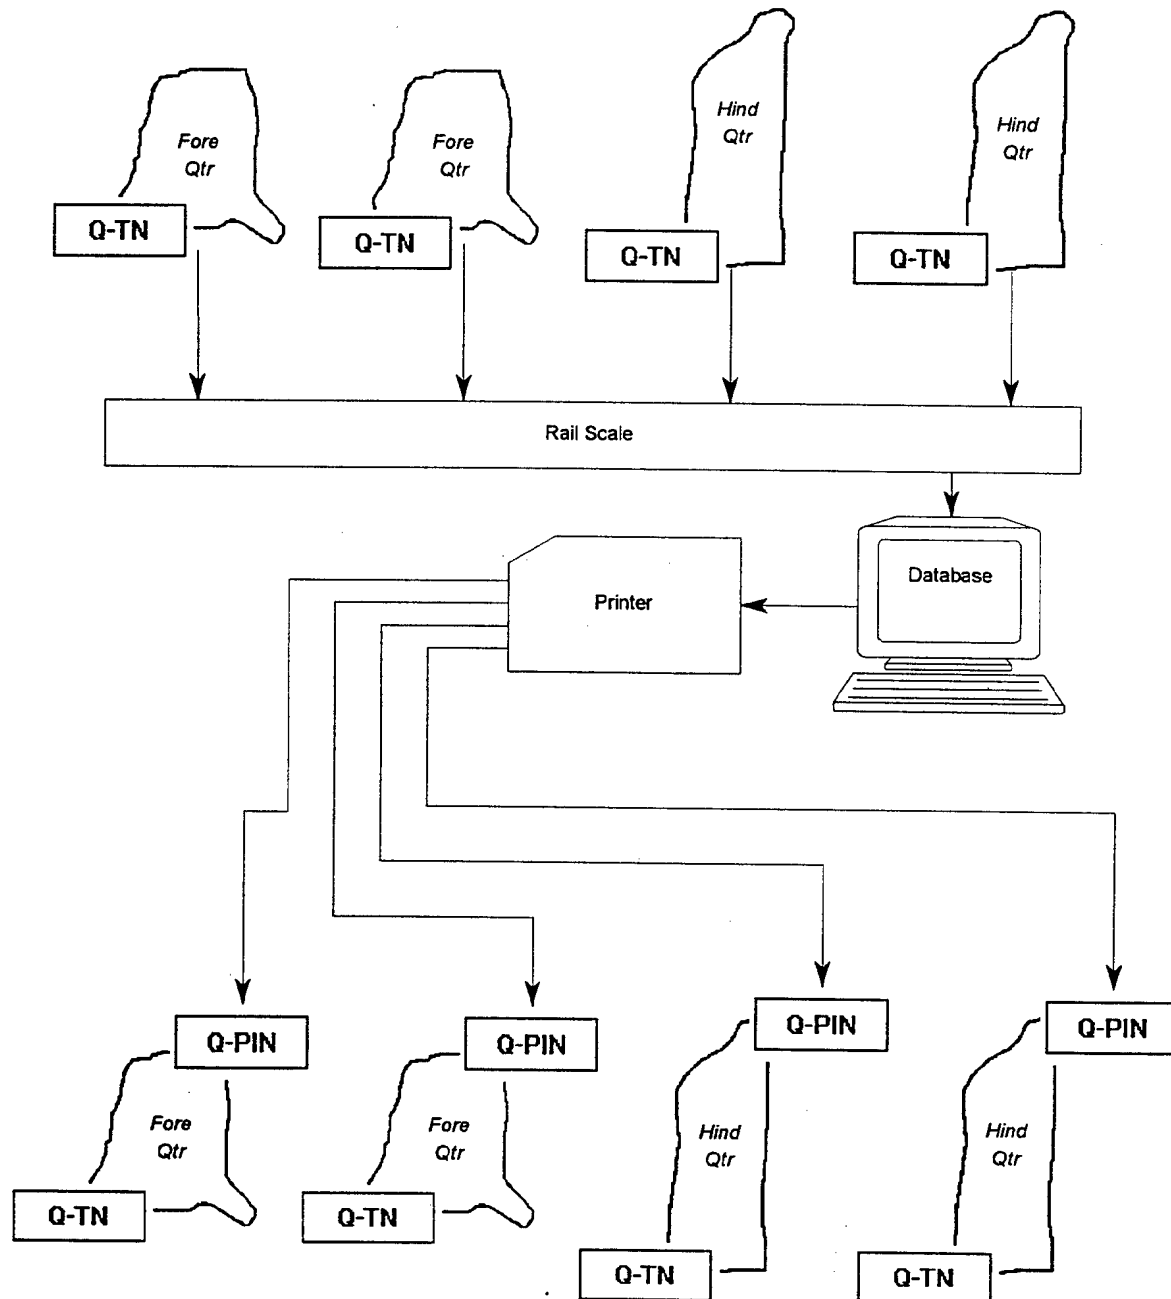 Fore
Qtr
Q-TN
Fore
Qtr
Q-TN
Hind
Qtr
Q-TN
Hind
Qtr
Q-TN
Rail Scale
Database
Printer
Q-PIN
Fore
Qtr
Q-TN
Q-PIN
Fore
Qtr
Q-TN
Q-PIN
Hind
Qtr
Q-TN
Q-PIN
Hind
Qtr
Q-TN